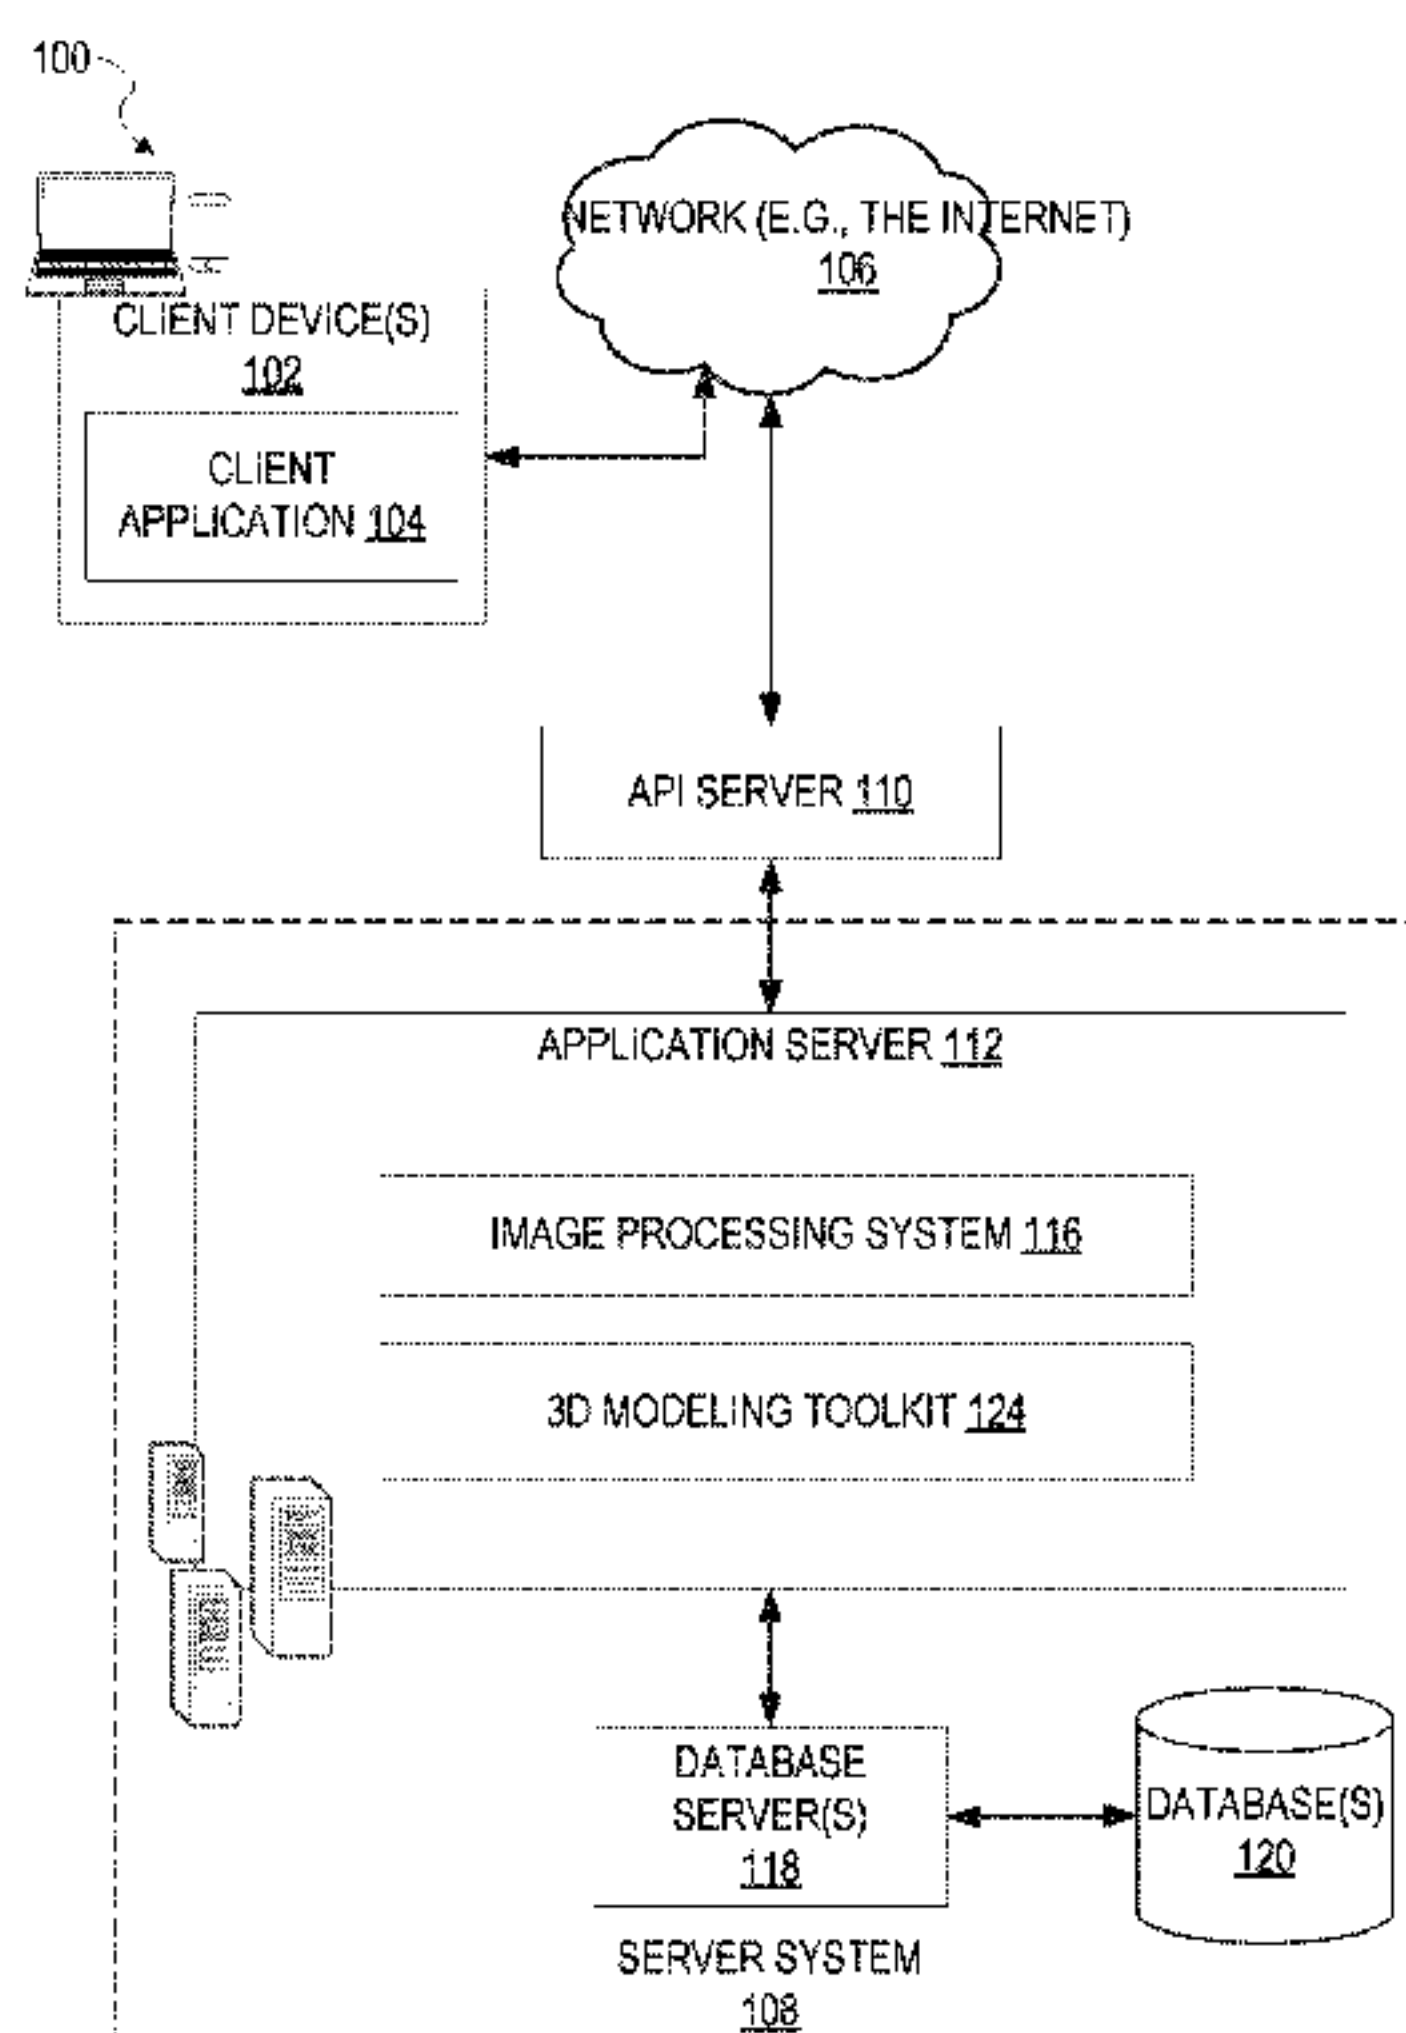 100
NETWORK (E.G., THE INTERNET)
106
CLIENT DEVICE(S)
102
CLIENT
APPLICATION 104
API SERVER 110
APPLICATION SERVER 112
IMAGE PROCESSING SYSTEM 116
3D MODELING TOOLKIT 124
DATABASE
SERVER(S)
118
DATABASE(S)
120
SERVER SYSTEM
108